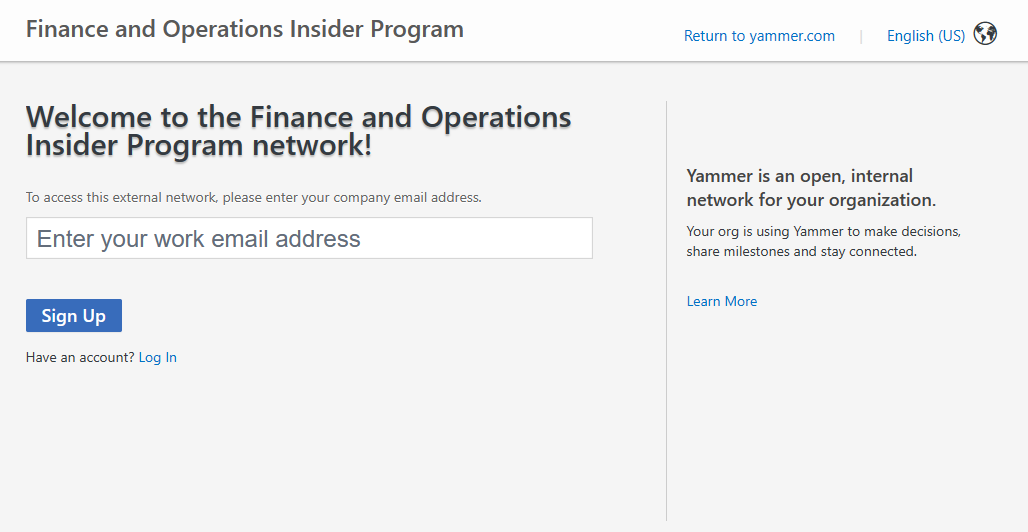 Finance and Operations Insider Program
Return to yammer.com | English (US)
Welcome to the Finance and Operations
Insider Program network!
To access this external network, please enter your company email address.
Enter your work email address
Sign Up
Have an account? Log In
Yammer is an open, internal
network for your organization.
Your org is using Yammer to make decisions,
share milestones and stay connected.
Learn More